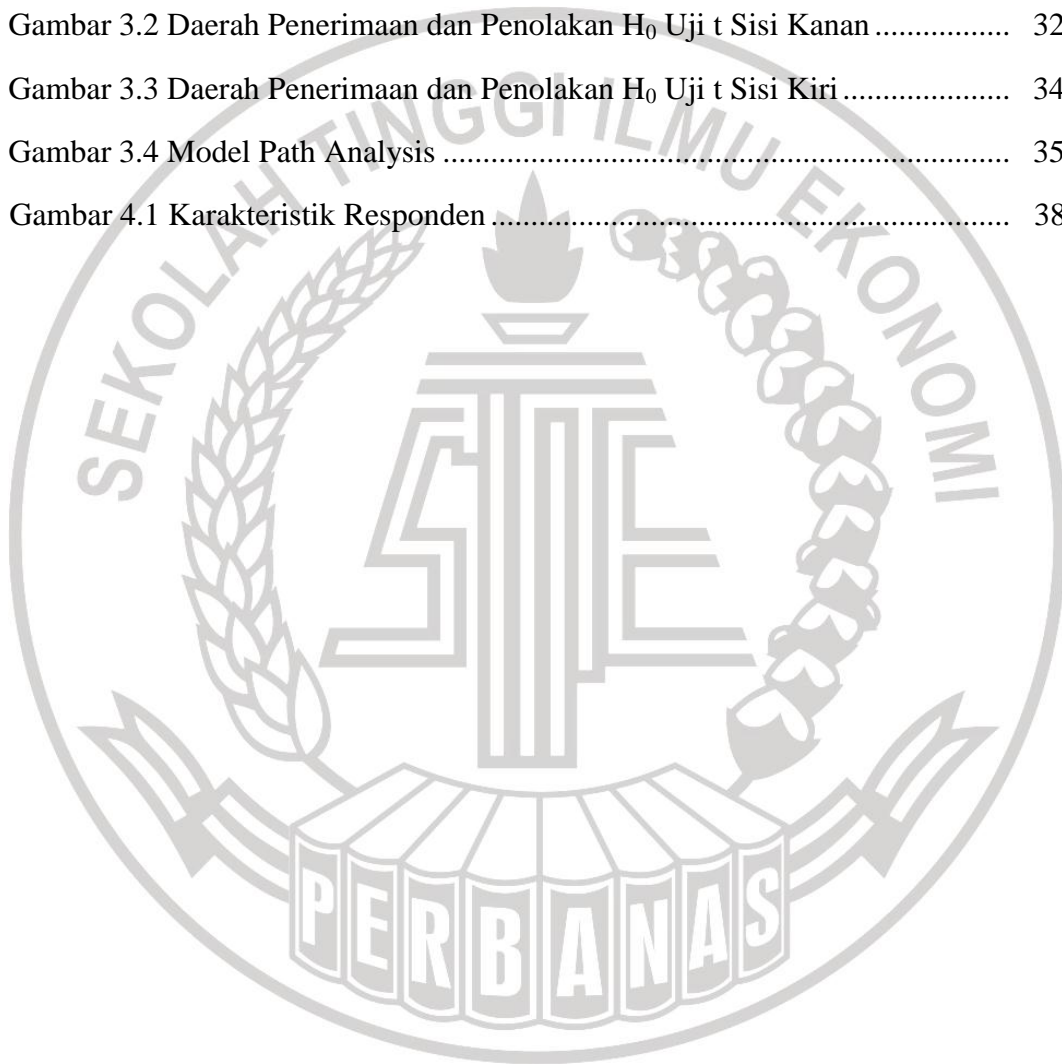 Gambar 3.2 Daerah Penerimaan dan Penolakan H₀ Uji t Sisi Kanan ................. 32
Gambar 3.3 Daerah Penerimaan dan Penolakan H₀ Uji t Sisi Kiri ..................... 34
Gambar 3.4 Model Path Analysis ....................................................................... 35
Gambar 4.1 Karakteristik Responden ................................................................. 38
SEKOLAH TINGGI ILMU EKONOMI
STIE
PERBANAS